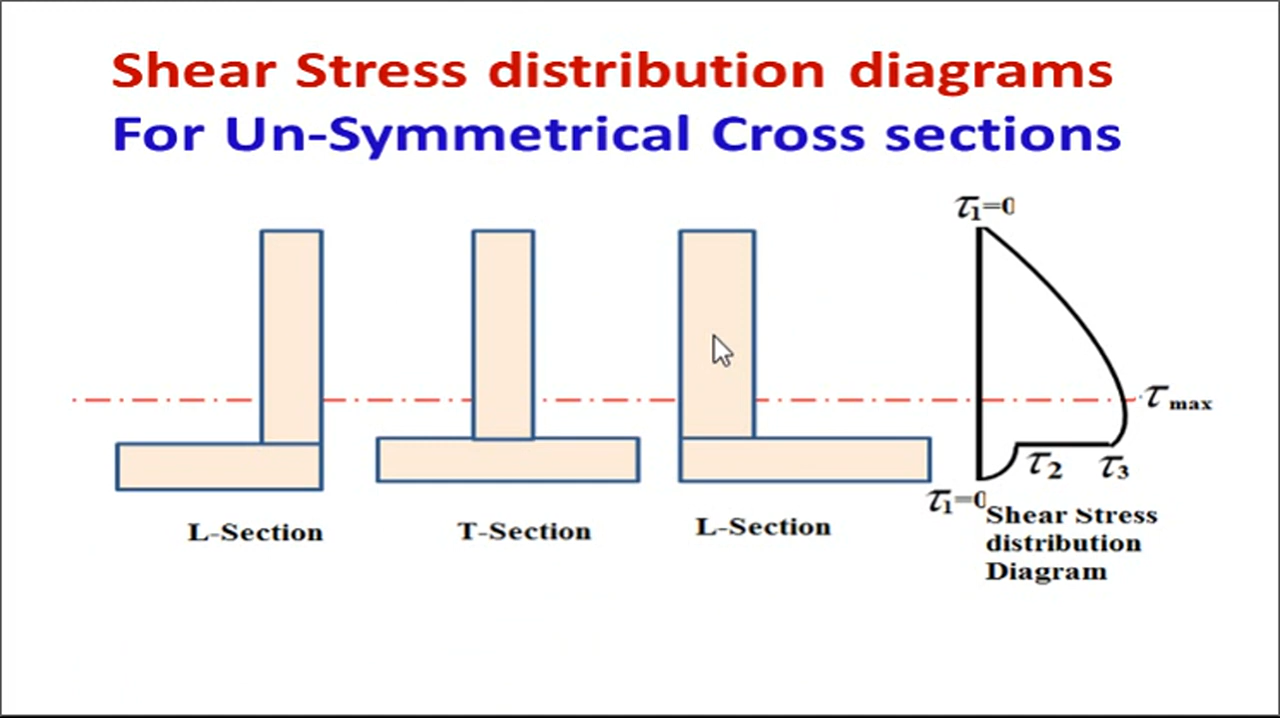 Shear Stress distribution diagrams
For Un-Symmetrical Cross sections
τ1=0
τmax
τ2
τ3
τ1=0
L-Section
T-Section
L-Section
Shear Stress
distribution
Diagram